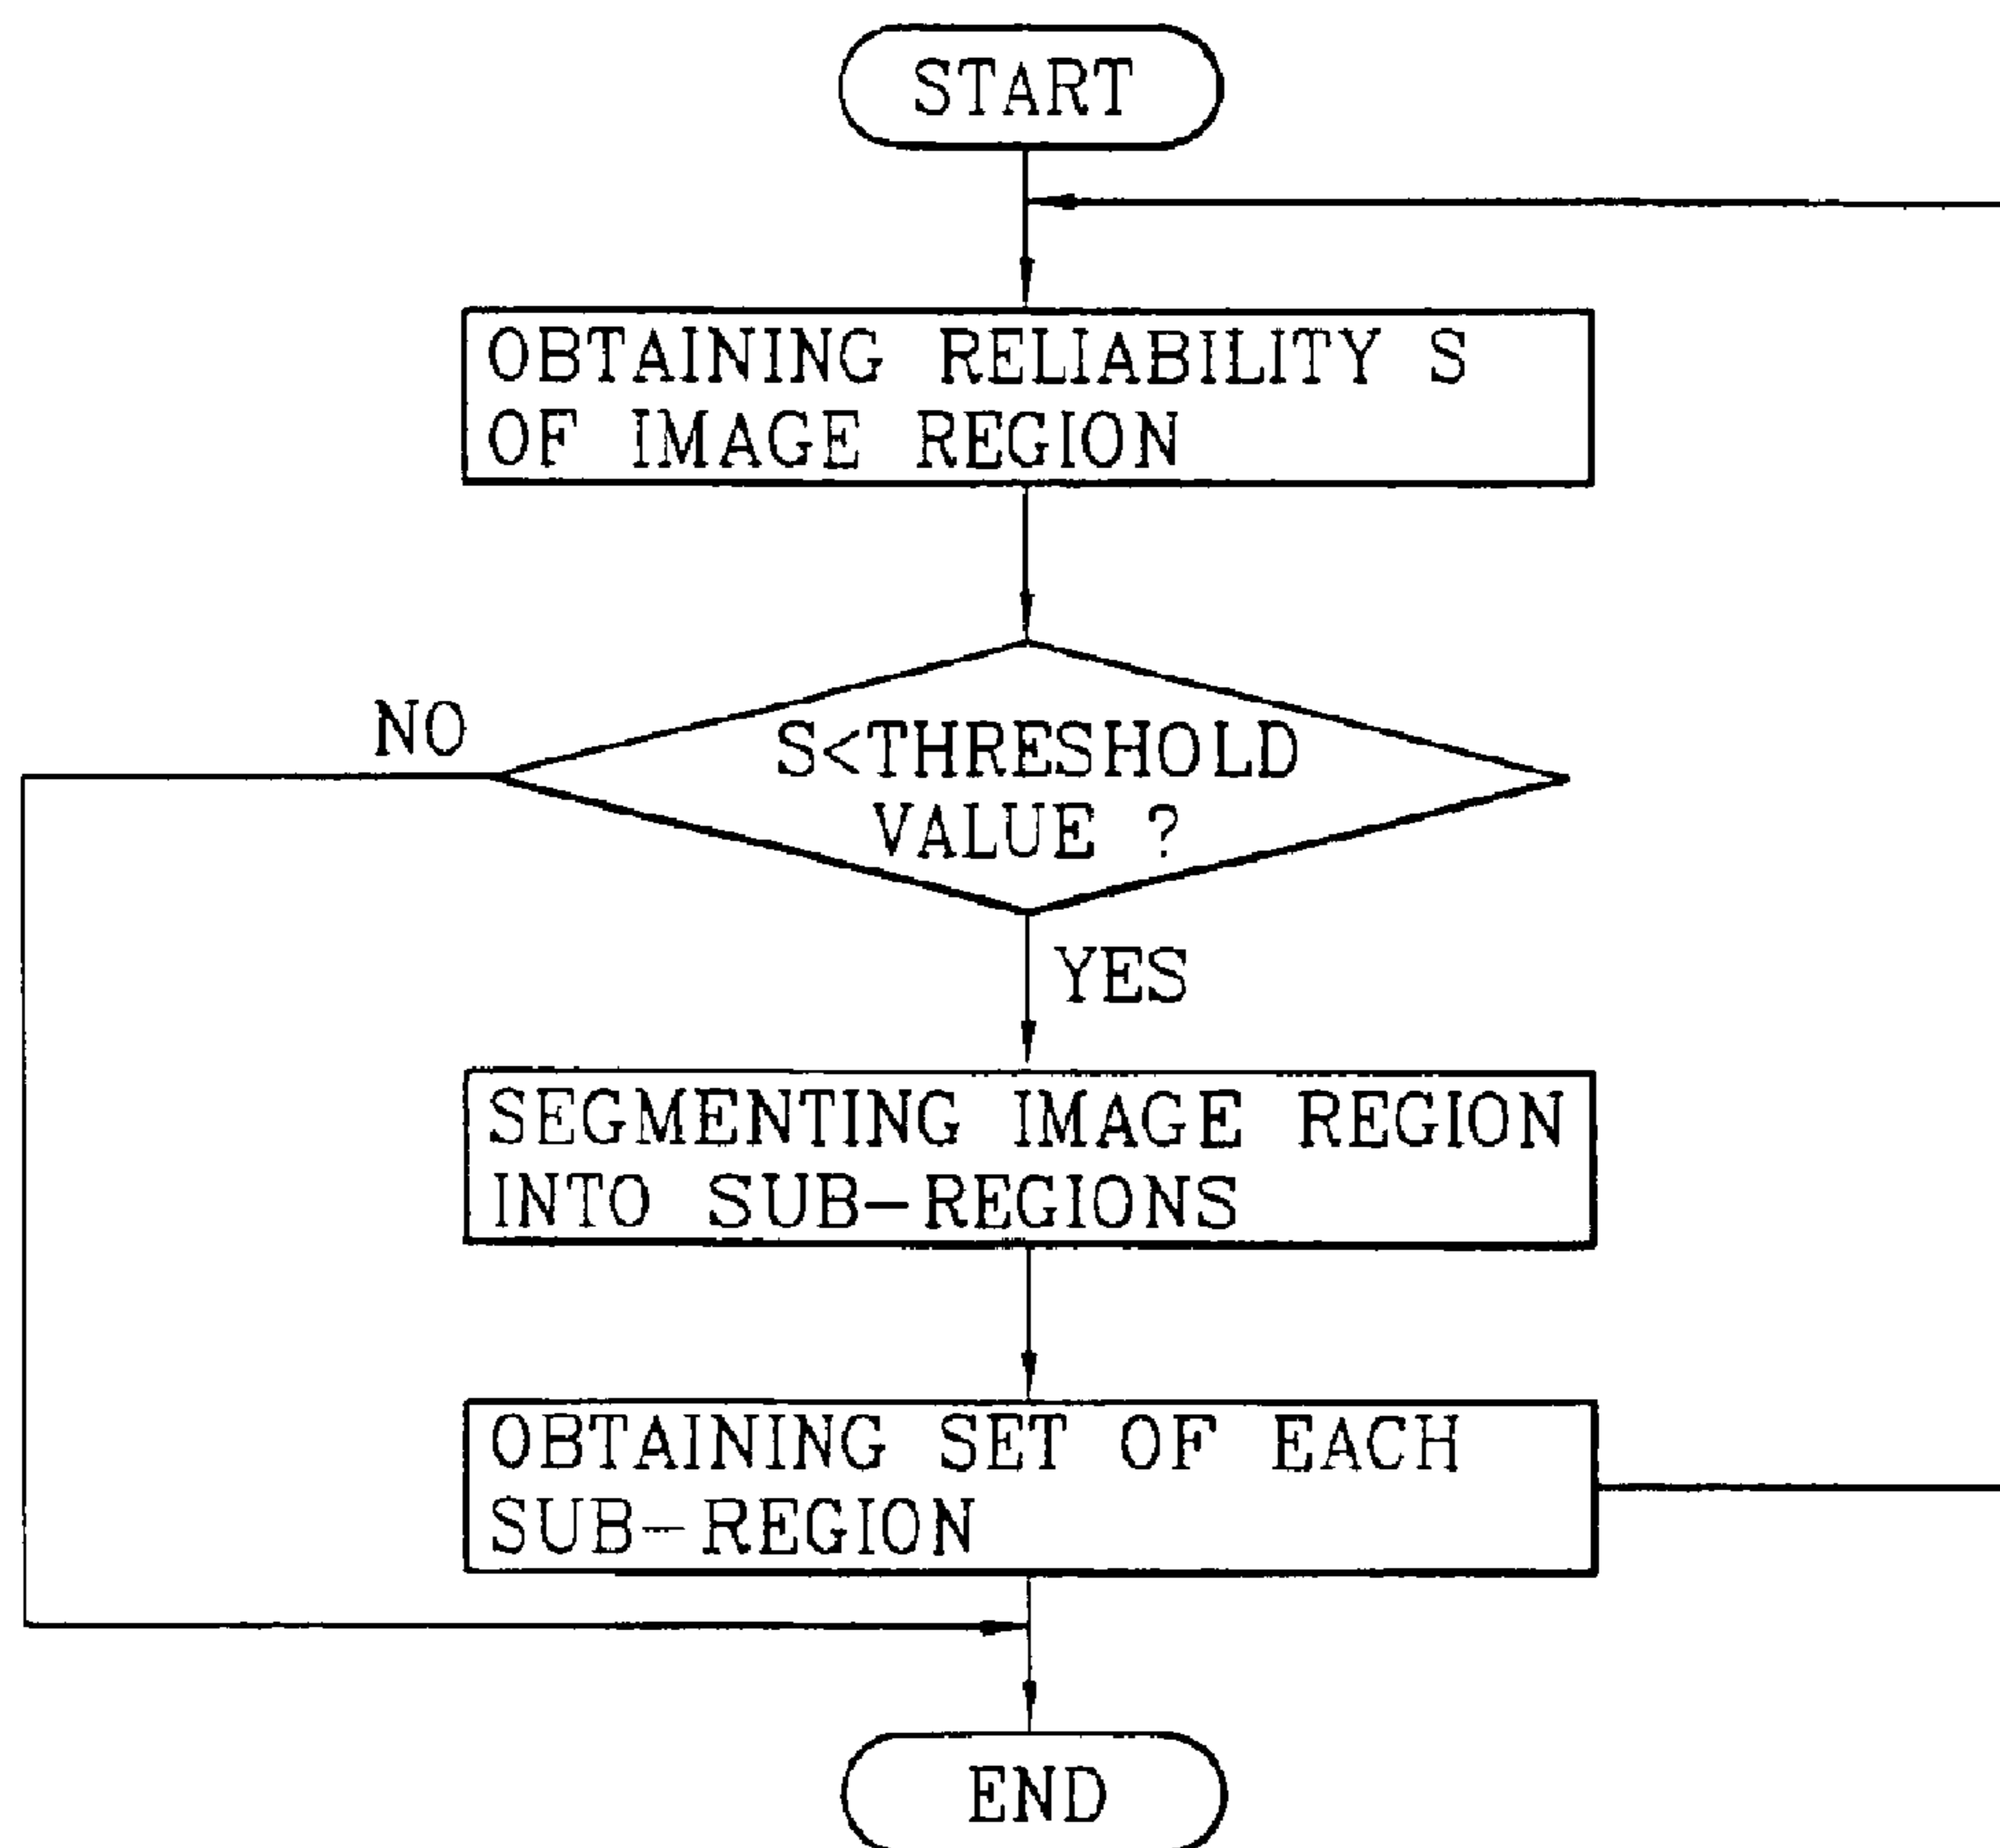 START
OBTAINING RELIABILITY S
OF IMAGE REGION
NO
S<THRESHOLD
VALUE ?
YES
SEGMENTING IMAGE REGION
INTO SUB-REGIONS
OBTAINING SET OF EACH
SUB-REGION
END